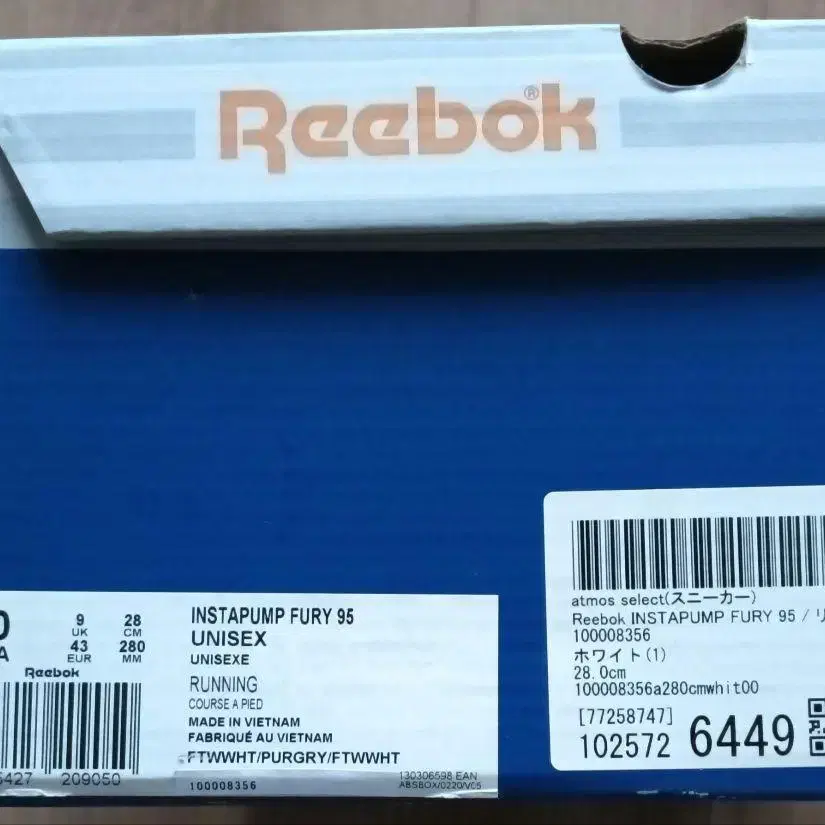 Reebok®
INSTAPUMP FURY 95
UNISEX
UNISEXE
RUNNING
COURSE A PIED
MADE IN VIETNAM
FABRIQUÉ AU VIETNAM
FTWWHT/PURGRY/FTWWHT
100008356
130306598 EAN
ABSBOX/0220/V05
9 28
UK CM
43 280
EUR MM
Reebok
209050
atmos select(スニーカー)
Reebok INSTAPUMP FURY 95 / リ
100008356
ホワイト(1)
28.0cm
100008356a280cmwhit00
[77258747]
102572 6449